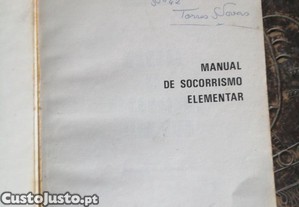 MANUAL
DE SOCORRISMO
ELEMENTAR
CustoJusto.pt